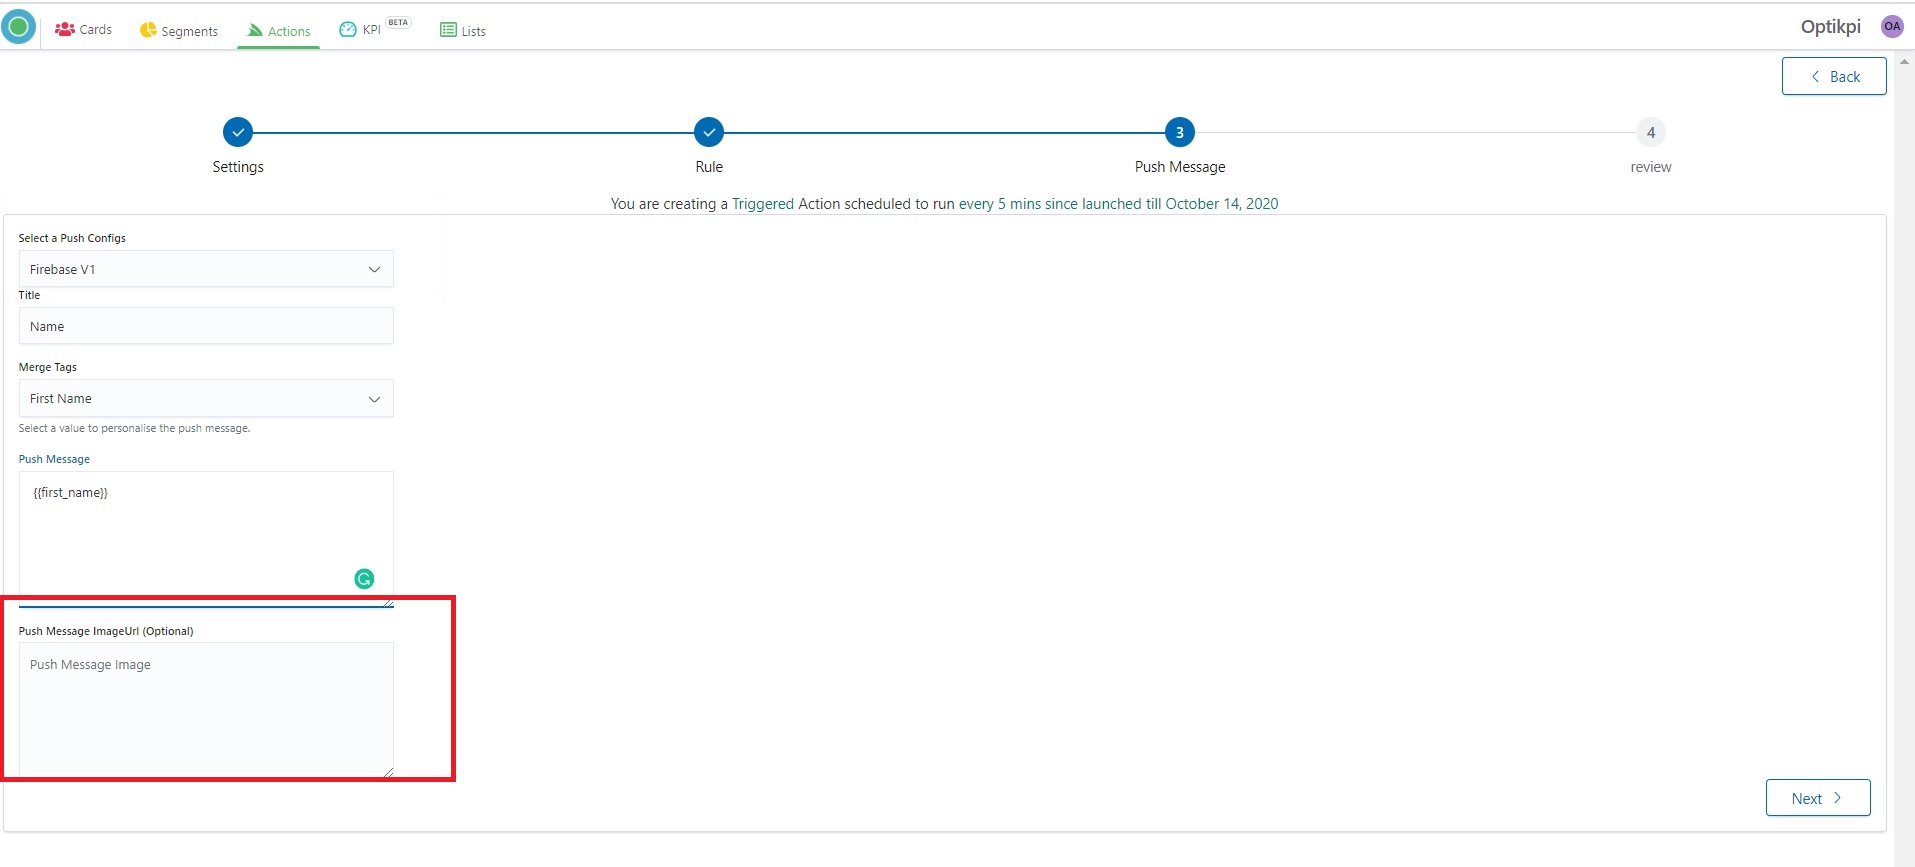 Cards
Segments
Actions
KPI BETA
Lists
Optikpi
OA
Back
3
4
Settings
Rule
Push Message
review
You are creating a Triggered Action scheduled to run every 5 mins since launched till October 14, 2020
Select a Push Configs
Firebase V1
Title
Name
Merge Tags
First Name
Select a value to personalise the push message.
Push Message
{{first_name}}
Push Message ImageUrl (Optional)
Push Message Image
Next